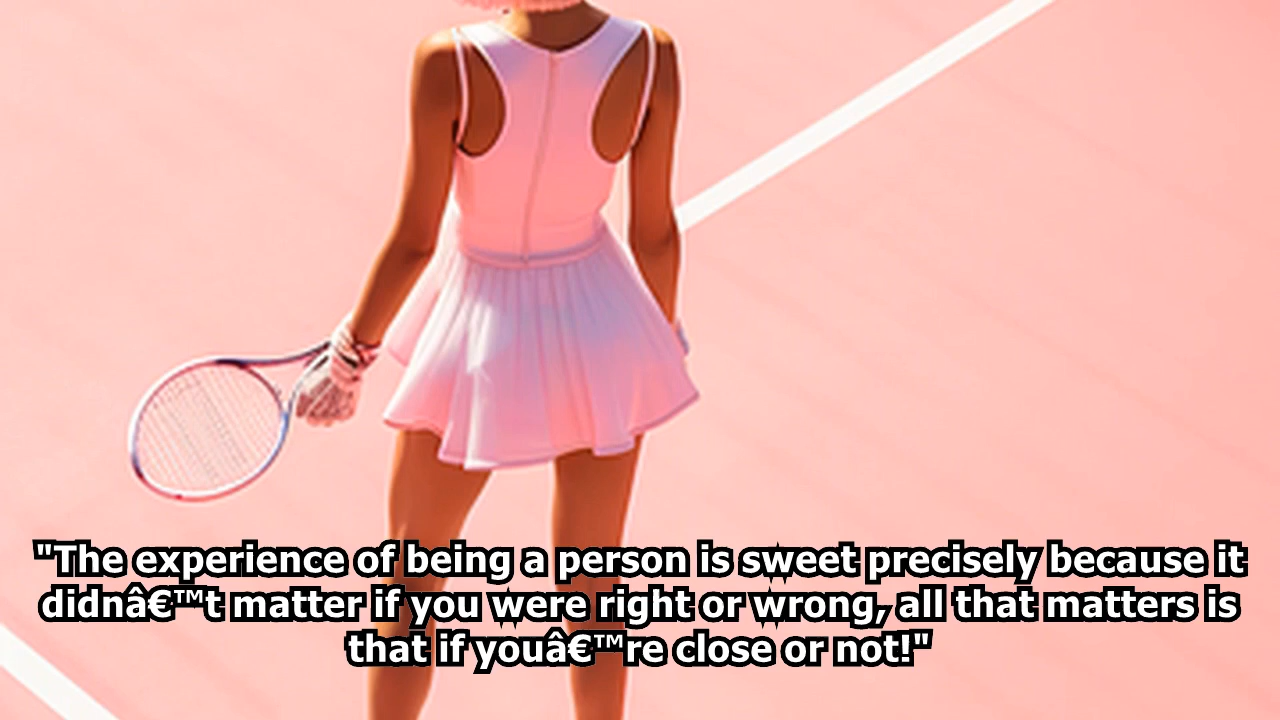 "The experience of being a person is sweet precisely because it
didnâ€™t matter if you were right or wrong, all that matters is
that if youâ€™re close or not!"